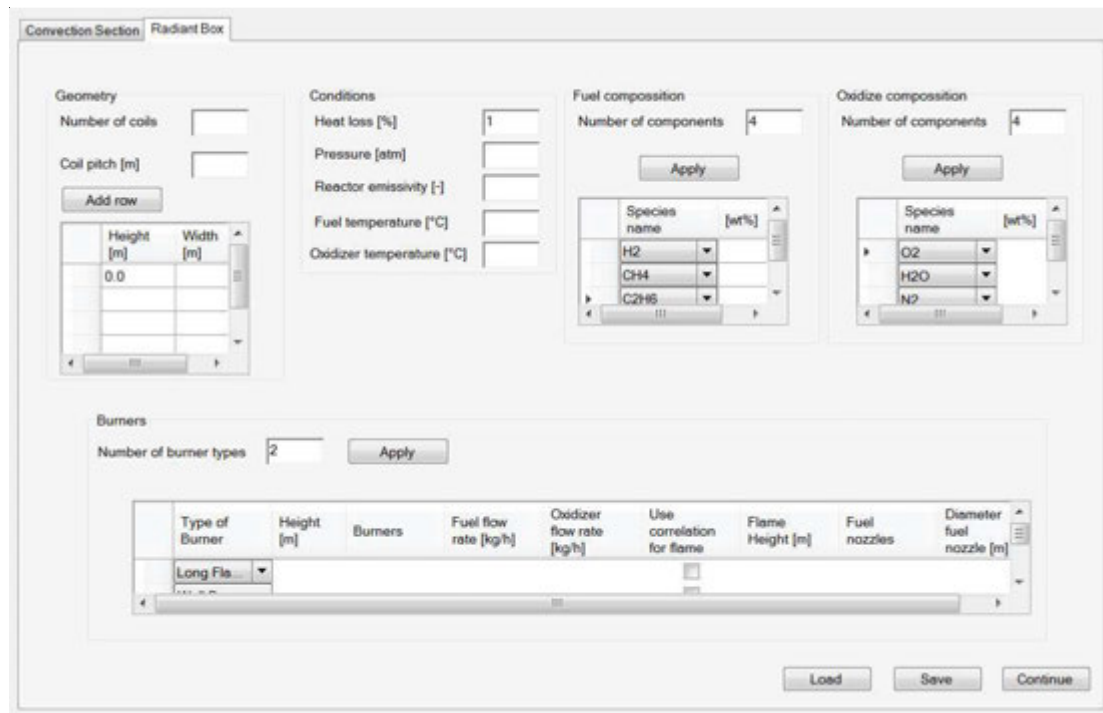 Convection Section Radiant Box
Geometry
Number of coils
Coil pitch [m]
Add row
Height [m] Width [m]
0.0
Conditions
Heat loss [%] 1
Pressure [atm]
Reactor emissivity [-]
Fuel temperature [°C]
Oxidizer temperature [°C]
Fuel compossition
Number of components 4
Apply
Species name [wt%]
H2
CH4
C2H6
Oxidize compossition
Number of components 4
Apply
Species name [wt%]
O2
H2O
N2
Burners
Number of burner types 2 Apply
Type of Burner Height [m] Burners Fuel flow rate [kg/h] Oxidizer flow rate [kg/h] Use correlation for flame Flame Height [m] Fuel nozzles Diameter fuel nozzle [m]
Long Fla...
Load Save Continue